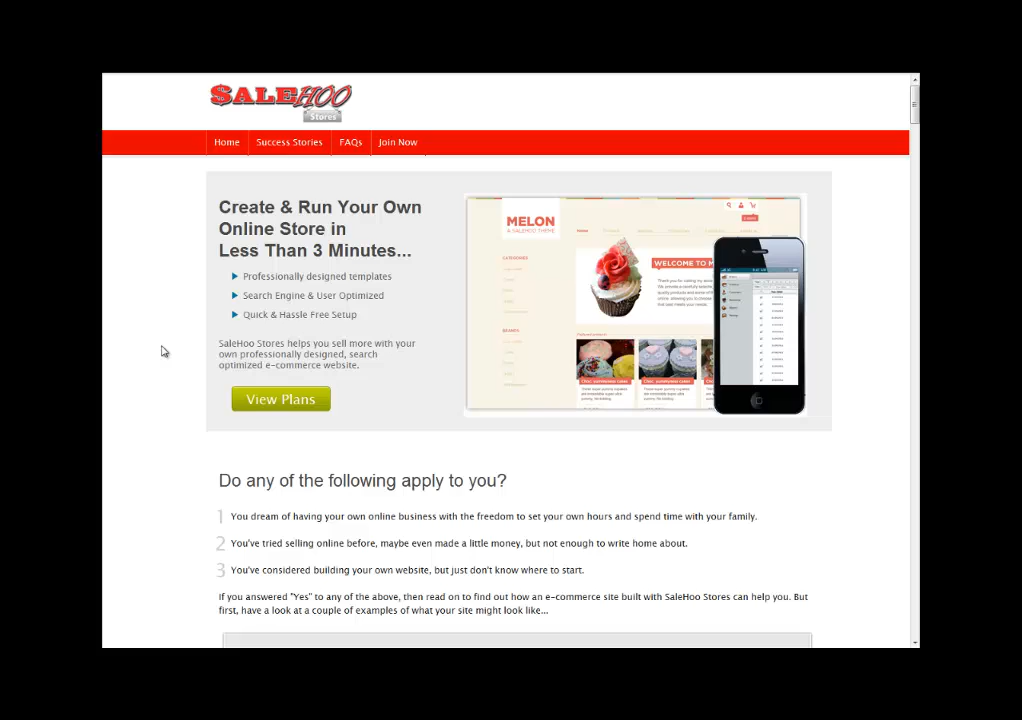 SALEHOO
Stores
Home
Success Stories
FAQs
Join Now
Create & Run Your Own
Online Store in
Less Than 3 Minutes...
Professionally designed templates
Search Engine & User Optimized
Quick & Hassle Free Setup
SaleHoo Stores helps you sell more with your
own professionally designed, search
optimized e-commerce website.
View Plans
MELON
A SALEHOO THEME
CATEGORIES
BRANDS
WELCOME TO M
Do any of the following apply to you?
1 You dream of having your own online business with the freedom to set your own hours and spend time with your family.
2 You've tried selling online before, maybe even made a little money, but not enough to write home about.
3 You've considered building your own website, but just don't know where to start.
If you answered "Yes" to any of the above, then read on to find out how an e-commerce site built with SaleHoo Stores can help you. But
first, have a look at a couple of examples of what your site might look like...